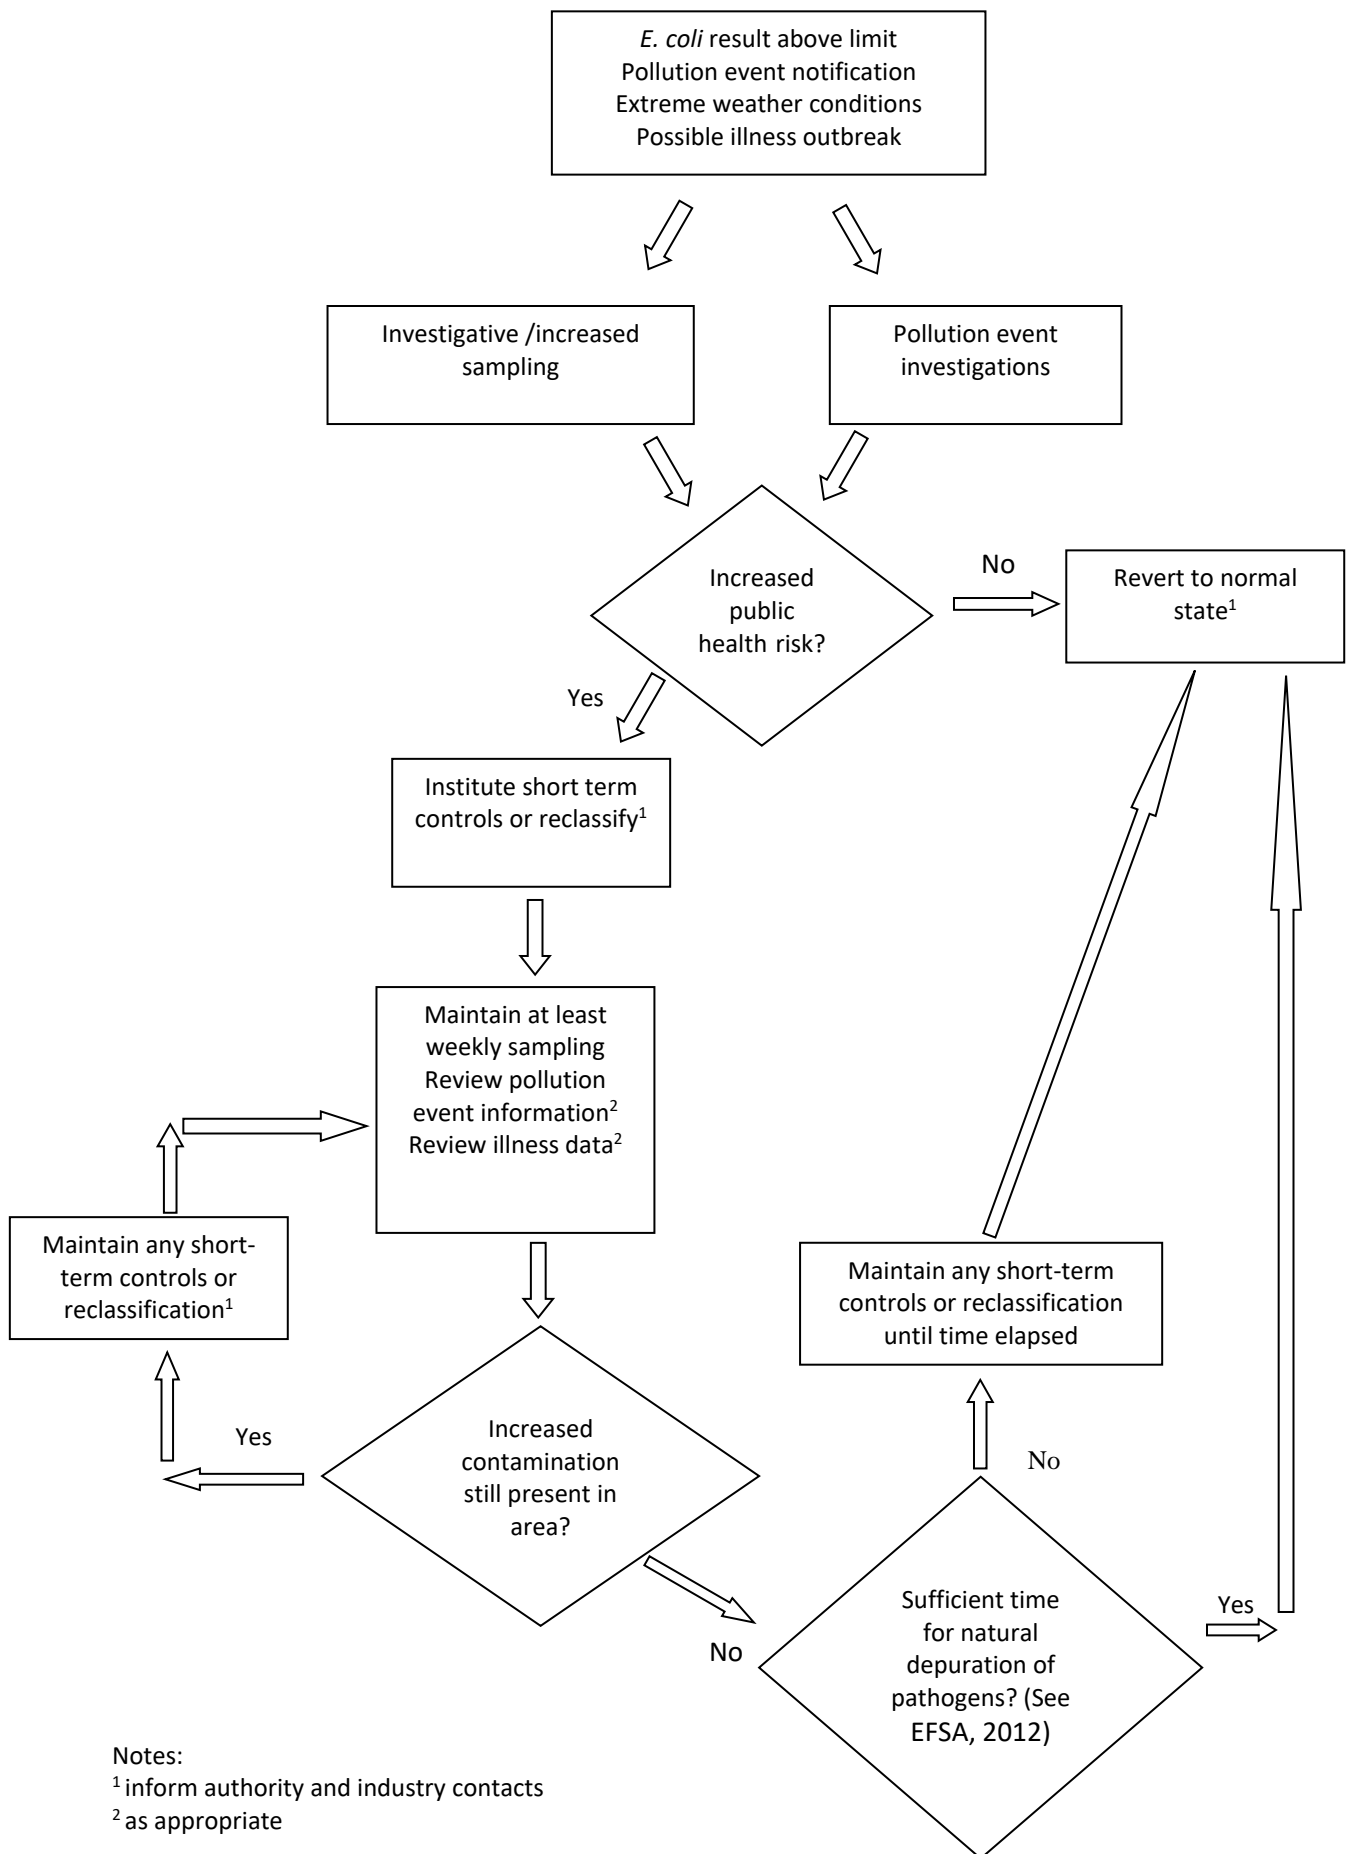 E. coli result above limit
Pollution event notification
Extreme weather conditions
Possible illness outbreak
Investigative /increased
sampling
Pollution event
investigations
Increased
public
health risk?
No
Revert to normal
state¹
Yes
Institute short term
controls or reclassify¹
Maintain at least
weekly sampling
Review pollution
event information²
Review illness data²
Maintain any short-
term controls or
reclassification¹
Maintain any short-term
controls or reclassification
until time elapsed
Yes
Increased
contamination
still present in
area?
No
No
Sufficient time
for natural
depuration of
pathogens? (See
EFSA, 2012)
Yes
Notes:
¹ inform authority and industry contacts
² as appropriate